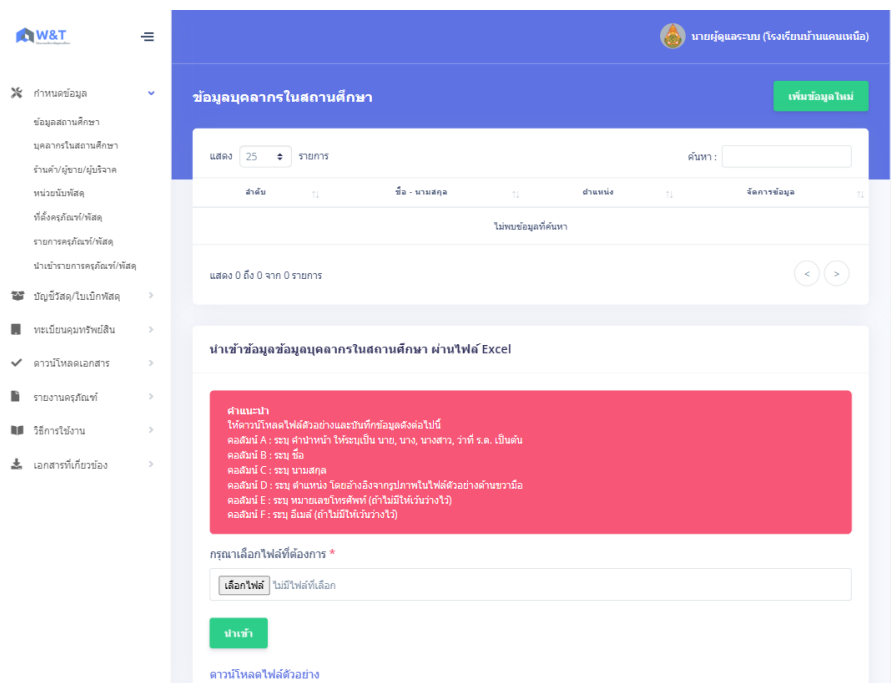 W&T
นายผู้ดูแลระบบ (โรงเรียนบ้านแคนเหนือ)
กำหนดข้อมูล
ข้อมูลสถานศึกษา
บุคลากรในสถานศึกษา
ร้านค้า/ผู้ขาย/ผู้บริจาค
หน่วยนับพัสดุ
ที่ตั้งครุภัณฑ์/พัสดุ
รายการครุภัณฑ์/พัสดุ
นำเข้ารายการครุภัณฑ์/พัสดุ
บัญชีวัสดุ/ใบเบิกพัสดุ
ทะเบียนคุมทรัพย์สิน
ดาวน์โหลดเอกสาร
รายงานครุภัณฑ์
วิธีการใช้งาน
เอกสารที่เกี่ยวข้อง
ข้อมูลบุคลากรในสถานศึกษา
เพิ่มข้อมูลใหม่
แสดง 25 รายการ
ค้นหา :
ลำดับ ชื่อ - นามสกุล ตำแหน่ง จัดการข้อมูล
ไม่พบข้อมูลที่ค้นหา
แสดง 0 ถึง 0 จาก 0 รายการ
< >
นำเข้าข้อมูลข้อมูลบุคลากรในสถานศึกษา ผ่านไฟล์ Excel
คำแนะนำ
ให้ดาวน์โหลดไฟล์ตัวอย่างและบันทึกข้อมูลดังต่อไปนี้
คอลัมน์ A : ระบุ คำนำหน้า ให้ระบุเป็น นาย, นาง, นางสาว, ว่าที่ ร.ต. เป็นต้น
คอลัมน์ B : ระบุ ชื่อ
คอลัมน์ C : ระบุ นามสกุล
คอลัมน์ D : ระบุ ตำแหน่ง โดยอ้างอิงจากรูปภาพในไฟล์ตัวอย่างด้านขวามือ
คอลัมน์ E : ระบุ หมายเลขโทรศัพท์ (ถ้าไม่มีให้เว้นว่างไว้)
คอลัมน์ F : ระบุ อีเมล์ (ถ้าไม่มีให้เว้นว่างไว้)
กรุณาเลือกไฟล์ที่ต้องการ *
เลือกไฟล์ ไม่มีไฟล์ที่เลือก
นำเข้า
ดาวน์โหลดไฟล์ตัวอย่าง